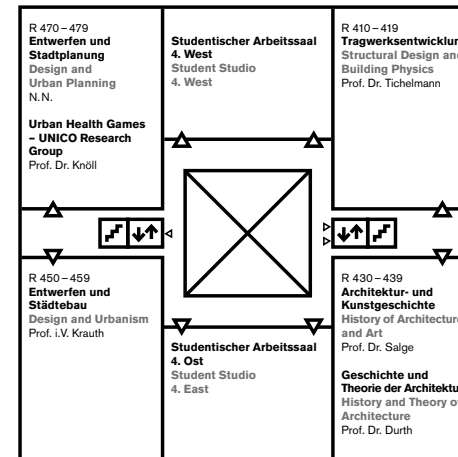 R 470 – 479
Entwerfen und
Stadtplanung
Design and
Urban Planning
N.N.
Urban Health Games
– UNICO Research
Group
Prof. Dr. Knöll
Studentischer Arbeitssaal
4. West
Student Studio
4. West
R 410 – 419
Tragwerksentwicklun
Structural Design and
Building Physics
Prof. Dr. Tichelmann
R 450 – 459
Entwerfen und
Städtebau
Design and Urbanism
Prof. i.V. Krauth
Studentischer Arbeitssaal
4. Ost
Student Studio
4. East
R 430 – 439
Architektur- und
Kunstgeschichte
History of Architecture
and Art
Prof. Dr. Salge
Geschichte und
Theorie der Architektu
History and Theory of
Architecture
Prof. Dr. Durth